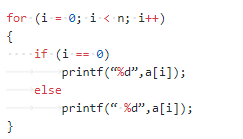 for (i = 0; i < n; i++)
{
    if (i == 0)
        printf(“%d”,a[i]);
    else
        printf(“ %d”,a[i]);
}